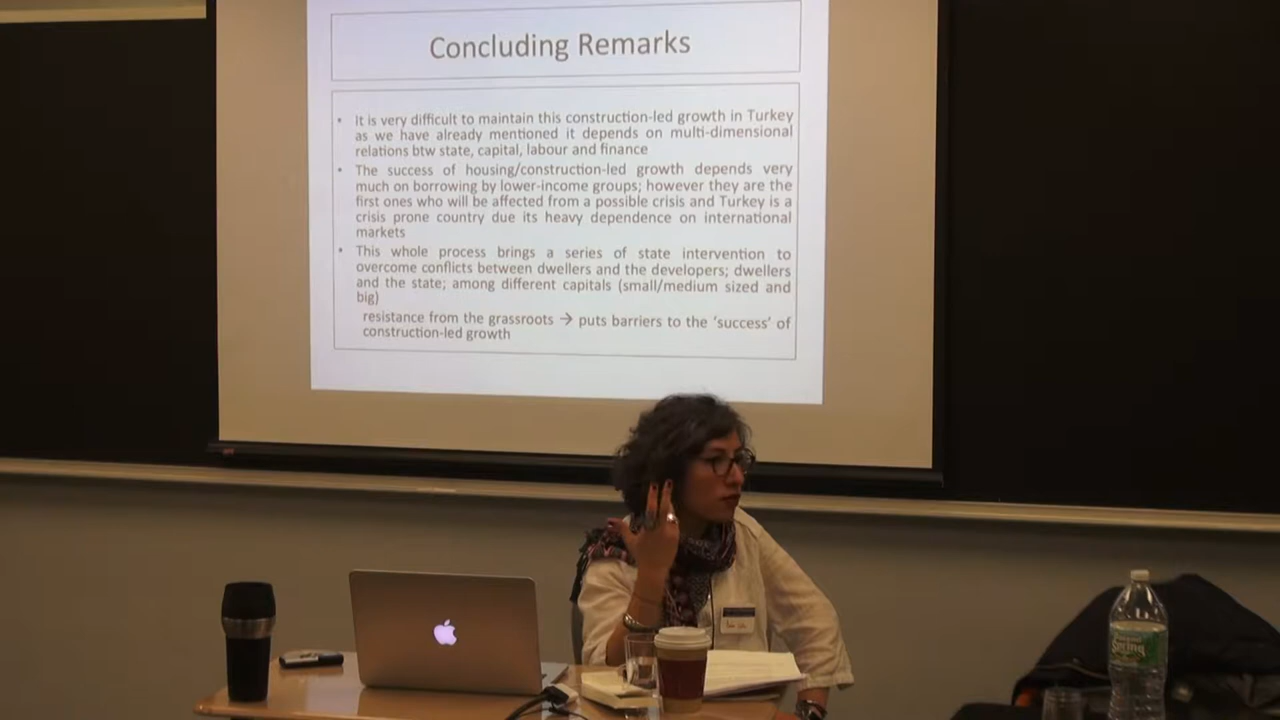 Concluding Remarks
• It is very difficult to maintain this construction-led growth in Turkey
as we have already mentioned it depends on multi-dimensional
relations btw state, capital, labour and finance
• The success of housing/construction-led growth depends very
much on borrowing by lower-income groups; however they are the
first ones who will be affected from a possible crisis and Turkey is a
crisis prone country due its heavy dependence on international
markets
• This whole process brings a series of state intervention to
overcome conflicts between dwellers and the developers; dwellers
and the state; among different capitals (small/medium sized and
big)
resistance from the grassroots → puts barriers to the ‘success’ of
construction-led growth
Spring